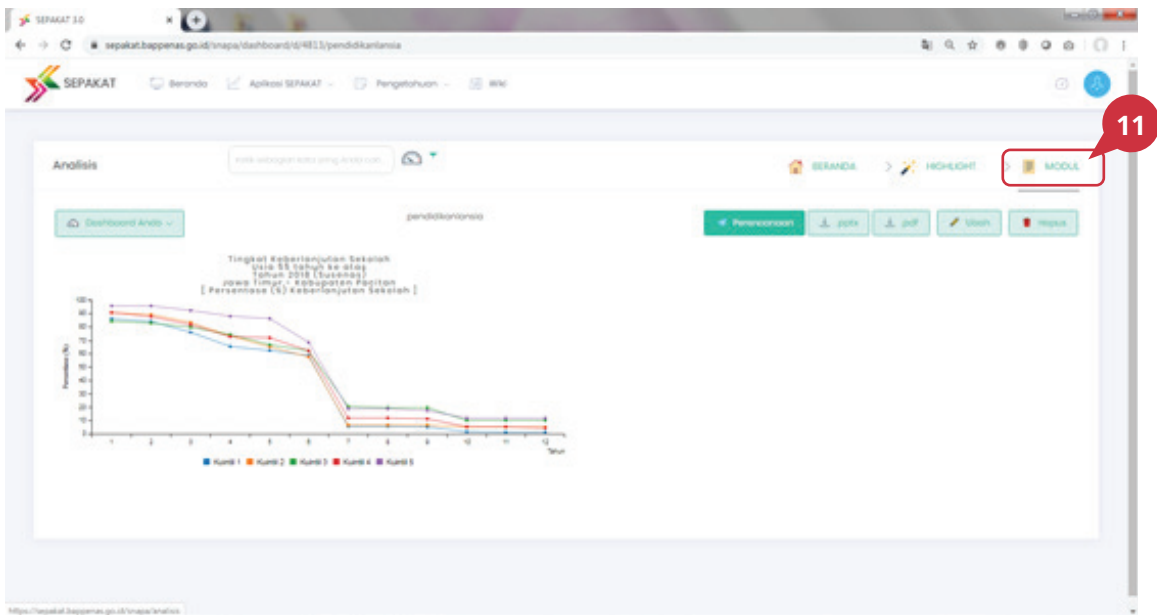 SEPAKAT 3.0
sepakat.bappenas.go.id/snapa/dashboard/d/4813/pendidikanlansia
SEPAKAT Beranda Aplikasi SEPAKAT Pengetahuan Wiki
11
Analisis
BERANDA > HIGHLIGHT > MODUL
Dashboard Anda
pendidikanlansia
Perencanaan pptx pdf Ubah Hapus
Tingkat Keberlanjutan Sekolah
Usia 55 tahun ke atas
Tahun 2018 (Susenas)
Jawa Timur - Kabupaten Pacitan
[ Persentase (%) Keberlanjutan Sekolah ]
Persentase (%)
100
90
80
70
60
50
40
30
20
10
0
1 2 3 4 5 6 7 8 9 10 11 12
Tahun
Kuintil 1 Kuintil 2 Kuintil 3 Kuintil 4 Kuintil 5
https://sepakat.bappenas.go.id/snapa/analisis